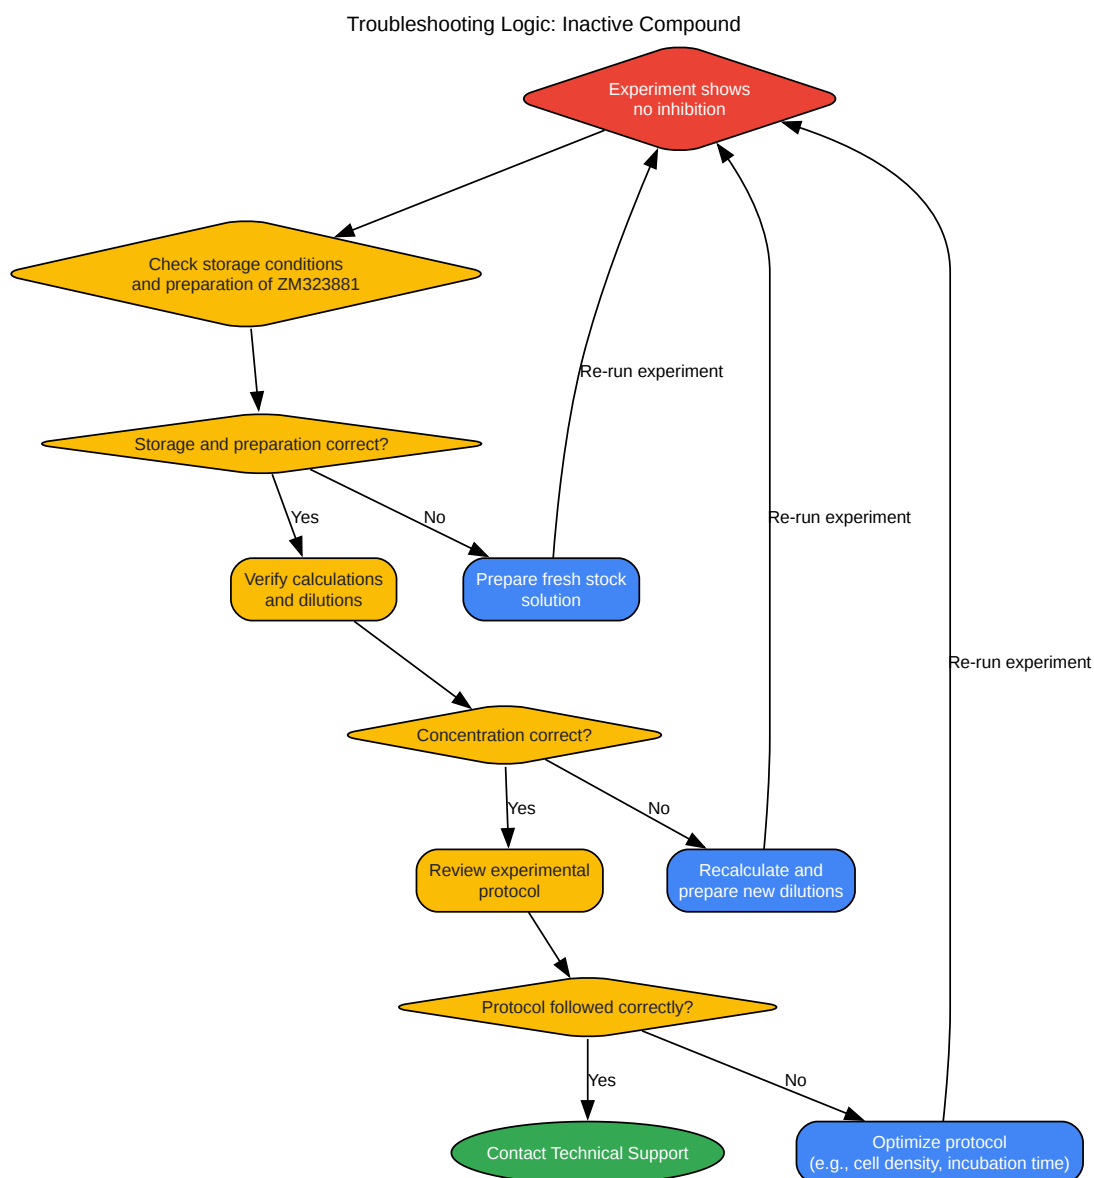 Troubleshooting Logic: Inactive Compound
Experiment shows
no inhibition
Check storage conditions
and preparation of ZM323881
Re-run experiment
Storage and preparation correct?
Yes
No
Re-run experiment
Verify calculations
and dilutions
Prepare fresh stock
solution
Re-run experiment
Concentration correct?
Yes
No
Review experimental
protocol
Recalculate and
prepare new dilutions
Protocol followed correctly?
Yes
No
Contact Technical Support
Optimize protocol
(e.g., cell density, incubation time)